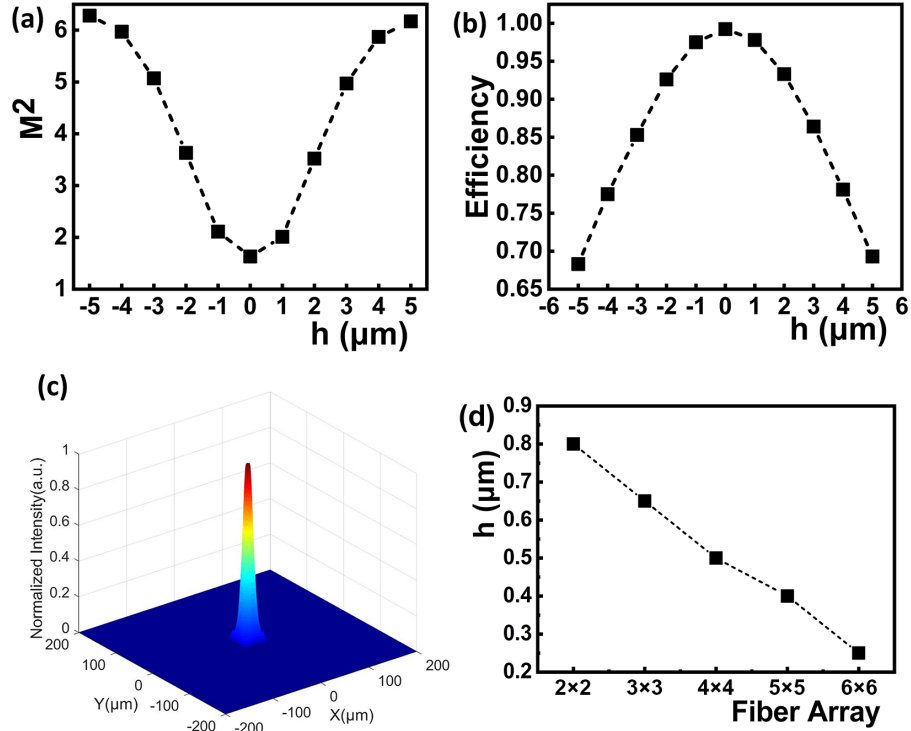 (a)
M²
6
5
4
3
2
1
-5 -4 -3 -2 -1 0 1 2 3 4 5
h (μm)
(b)
Efficiency
1.00
0.95
0.90
0.85
0.80
0.75
0.70
0.65
-6 -5 -4 -3 -2 -1 0 1 2 3 4 5 6
h (μm)
(c)
Normalized Intensity(a.u.)
1
0.8
0.6
0.4
0.2
0
200
100
0
-100
-200
Y(μm)
-200
-100
0
100
200
X(μm)
(d)
h (μm)
0.9
0.8
0.7
0.6
0.5
0.4
0.3
0.2
2×2 3×3 4×4 5×5 6×6
Fiber Array